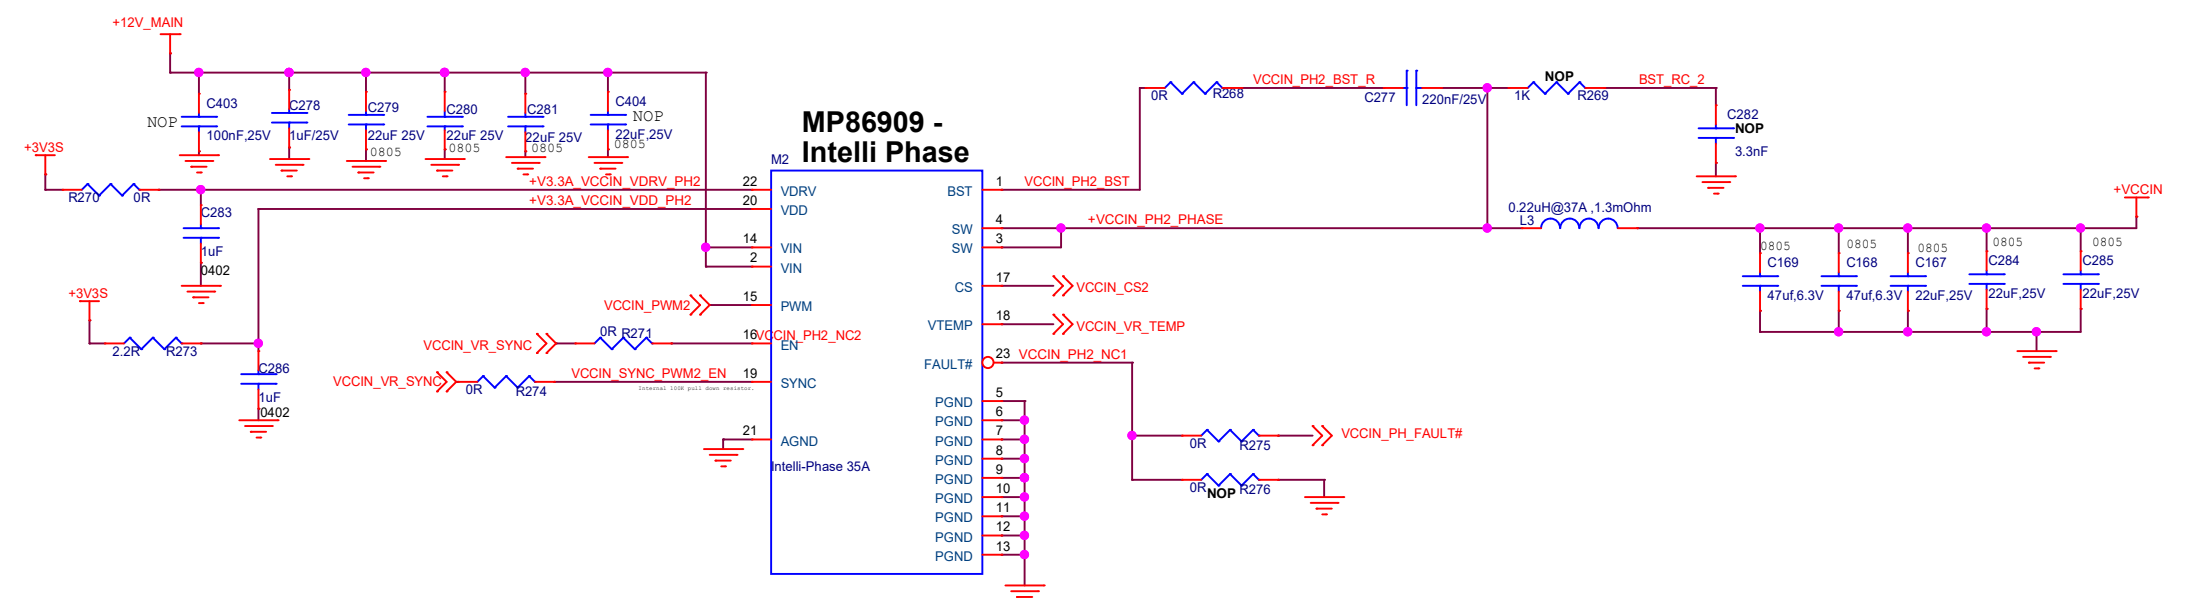 +12V_MAIN
C403
NOP
100nF,25V
C278
1uF/25V
C279
22uF 25V
0805
C280
22uF 25V
0805
C281
22uF 25V
0805
C404
NOP
22uF,25V
0805
MP86909 -
Intelli Phase
M2
+3V3S
R270
0R
+V3.3A_VCCIN_VDRV_PH2
22
VDRV
+V3.3A_VCCIN_VDD_PH2
20
VDD
C283
1uF
0402
14
VIN
2
VIN
+3V3S
2.2R
R273
C286
1uF
0402
VCCIN_PWM2
15
PWM
VCCIN_VR_SYNC
0R
R271
16
VCCIN_PH2_NC2
EN
VCCIN_VR_SYNC
0R
R274
VCCIN_SYNC_PWM2_EN
Internal 100K pull down resistor.
19
SYNC
21
AGND
Intelli-Phase 35A
BST
1
VCCIN_PH2_BST
0R
R268
VCCIN_PH2_BST_R
C277
220nF/25V
NOP
1K
R269
BST_RC_2
C282
NOP
3.3nF
SW
4
+VCCIN_PH2_PHASE
SW
3
0.22uH@37A ,1.3mOhm
L3
+VCCIN
0805
C169
47uf,6.3V
0805
C168
47uf,6.3V
0805
C167
22uF,25V
0805
C284
22uF,25V
0805
C285
22uF,25V
CS
17
VCCIN_CS2
VTEMP
18
VCCIN_VR_TEMP
FAULT#
23
VCCIN_PH2_NC1
0R
R275
VCCIN_PH_FAULT#
0R
NOP
R276
PGND
5
PGND
6
PGND
7
PGND
8
PGND
9
PGND
10
PGND
11
PGND
12
PGND
13